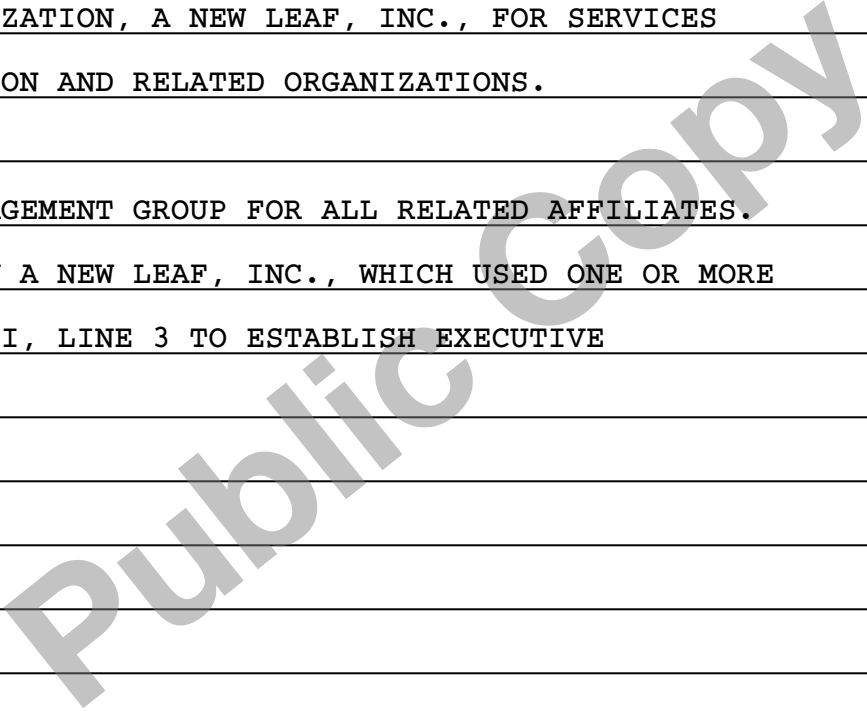 ZATION, A NEW LEAF, INC., FOR SERVICES
ON AND RELATED ORGANIZATIONS.
GEMENT GROUP FOR ALL RELATED AFFILIATES.
A NEW LEAF, INC., WHICH USED ONE OR MORE
I, LINE 3 TO ESTABLISH EXECUTIVE
Public Copy